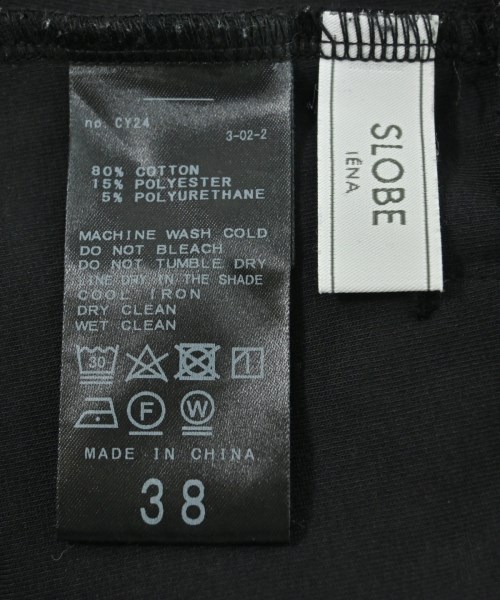 no. CY24
3-02-2
80% COTTON
15% POLYESTER
5% POLYURETHANE
MACHINE WASH COLD
DO NOT BLEACH
DO NOT TUMBLE DRY
LINE DRY IN THE SHADE
COOL IRON
DRY CLEAN
WET CLEAN
30
F W
MADE IN CHINA
38
SLOBE
IÉNA